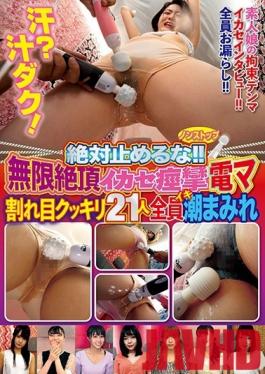 素人娘の拘束デンマ
イカセインタビュー!!
全員お漏らし!!
汗?
汁ダク!
絶対止めるな!!
ノンストップ
無限絶頂イカセ痙攣電マ
割れ目クッキリ21人全員潮まみれ
JAVHD